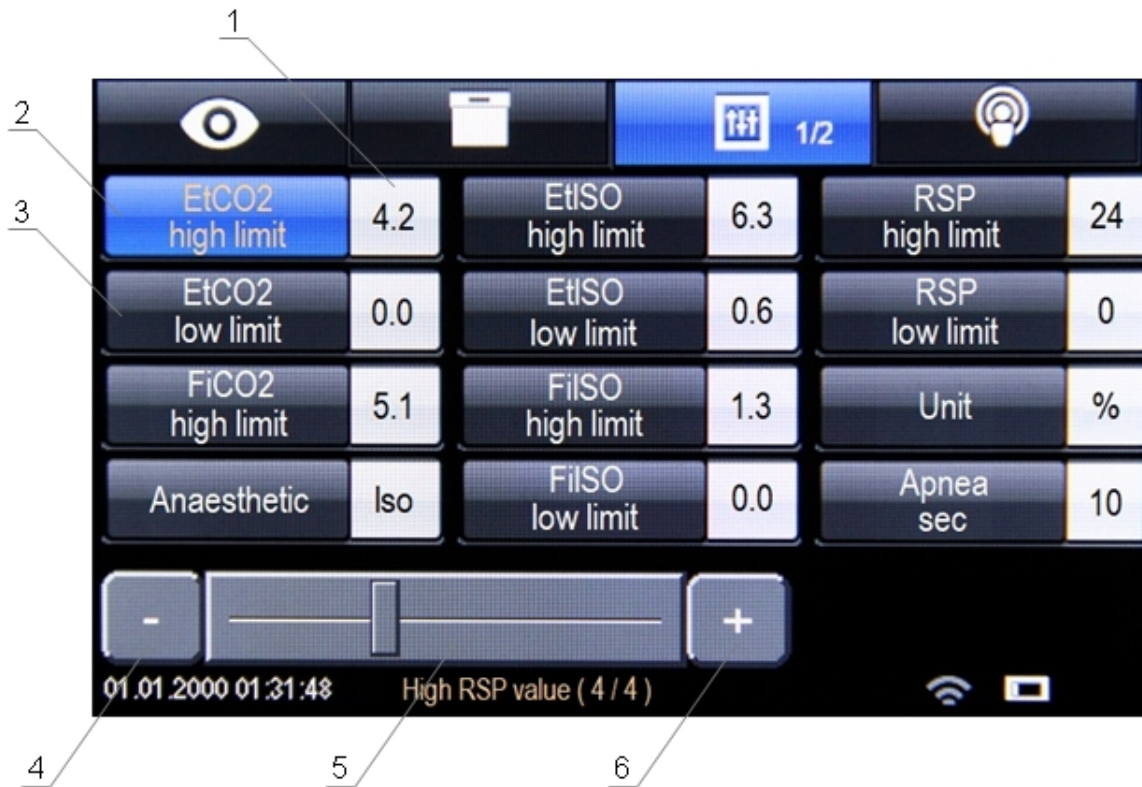 1
2
3
4
5
6
1/2
EtCO2
high limit
4.2
EtISO
high limit
6.3
RSP
high limit
24
EtCO2
low limit
0.0
EtISO
low limit
0.6
RSP
low limit
0
FiCO2
high limit
5.1
FiISO
high limit
1.3
Unit
%
Anaesthetic
Iso
FiISO
low limit
0.0
Apnea
sec
10
-
+
01.01.2000 01:31:48
High RSP value ( 4 / 4 )